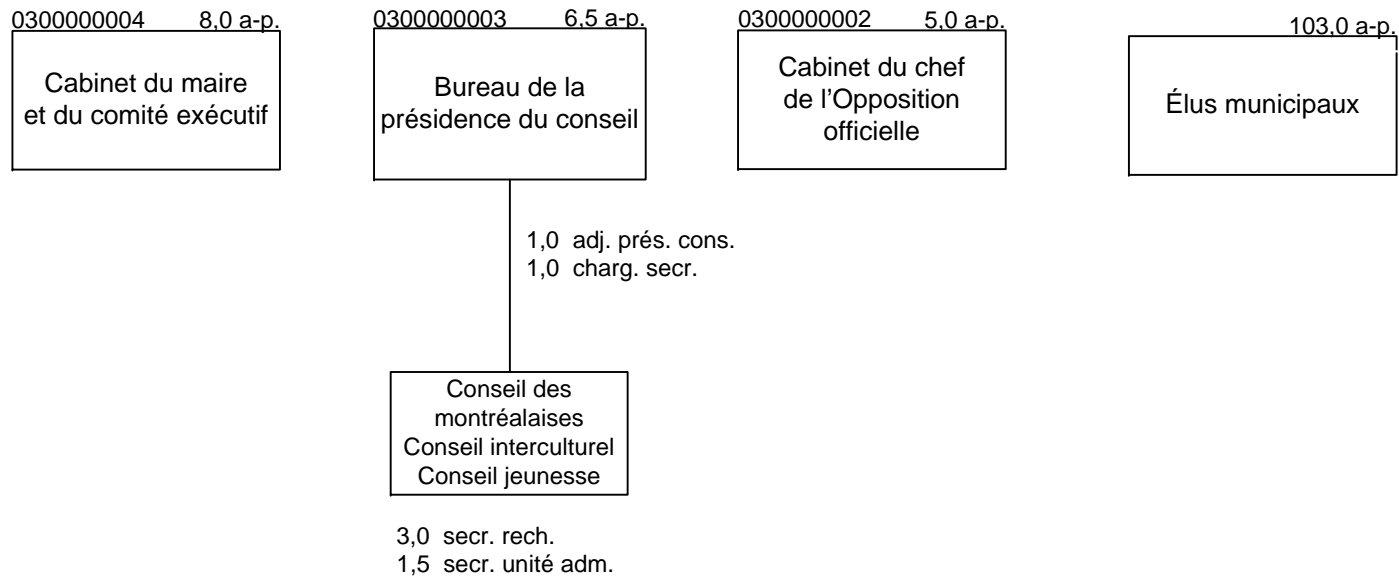 0300000004 8,0 a-p.
Cabinet du maire
et du comité exécutif
0300000003 6,5 a-p.
Bureau de la
présidence du conseil
0300000002 5,0 a-p.
Cabinet du chef
de l'Opposition
officielle
103,0 a-p.
Élus municipaux
1,0 adj. prés. cons.
1,0 charg. secr.
Conseil des
montréalaises
Conseil interculturel
Conseil jeunesse
3,0 secr. rech.
1,5 secr. unité adm.